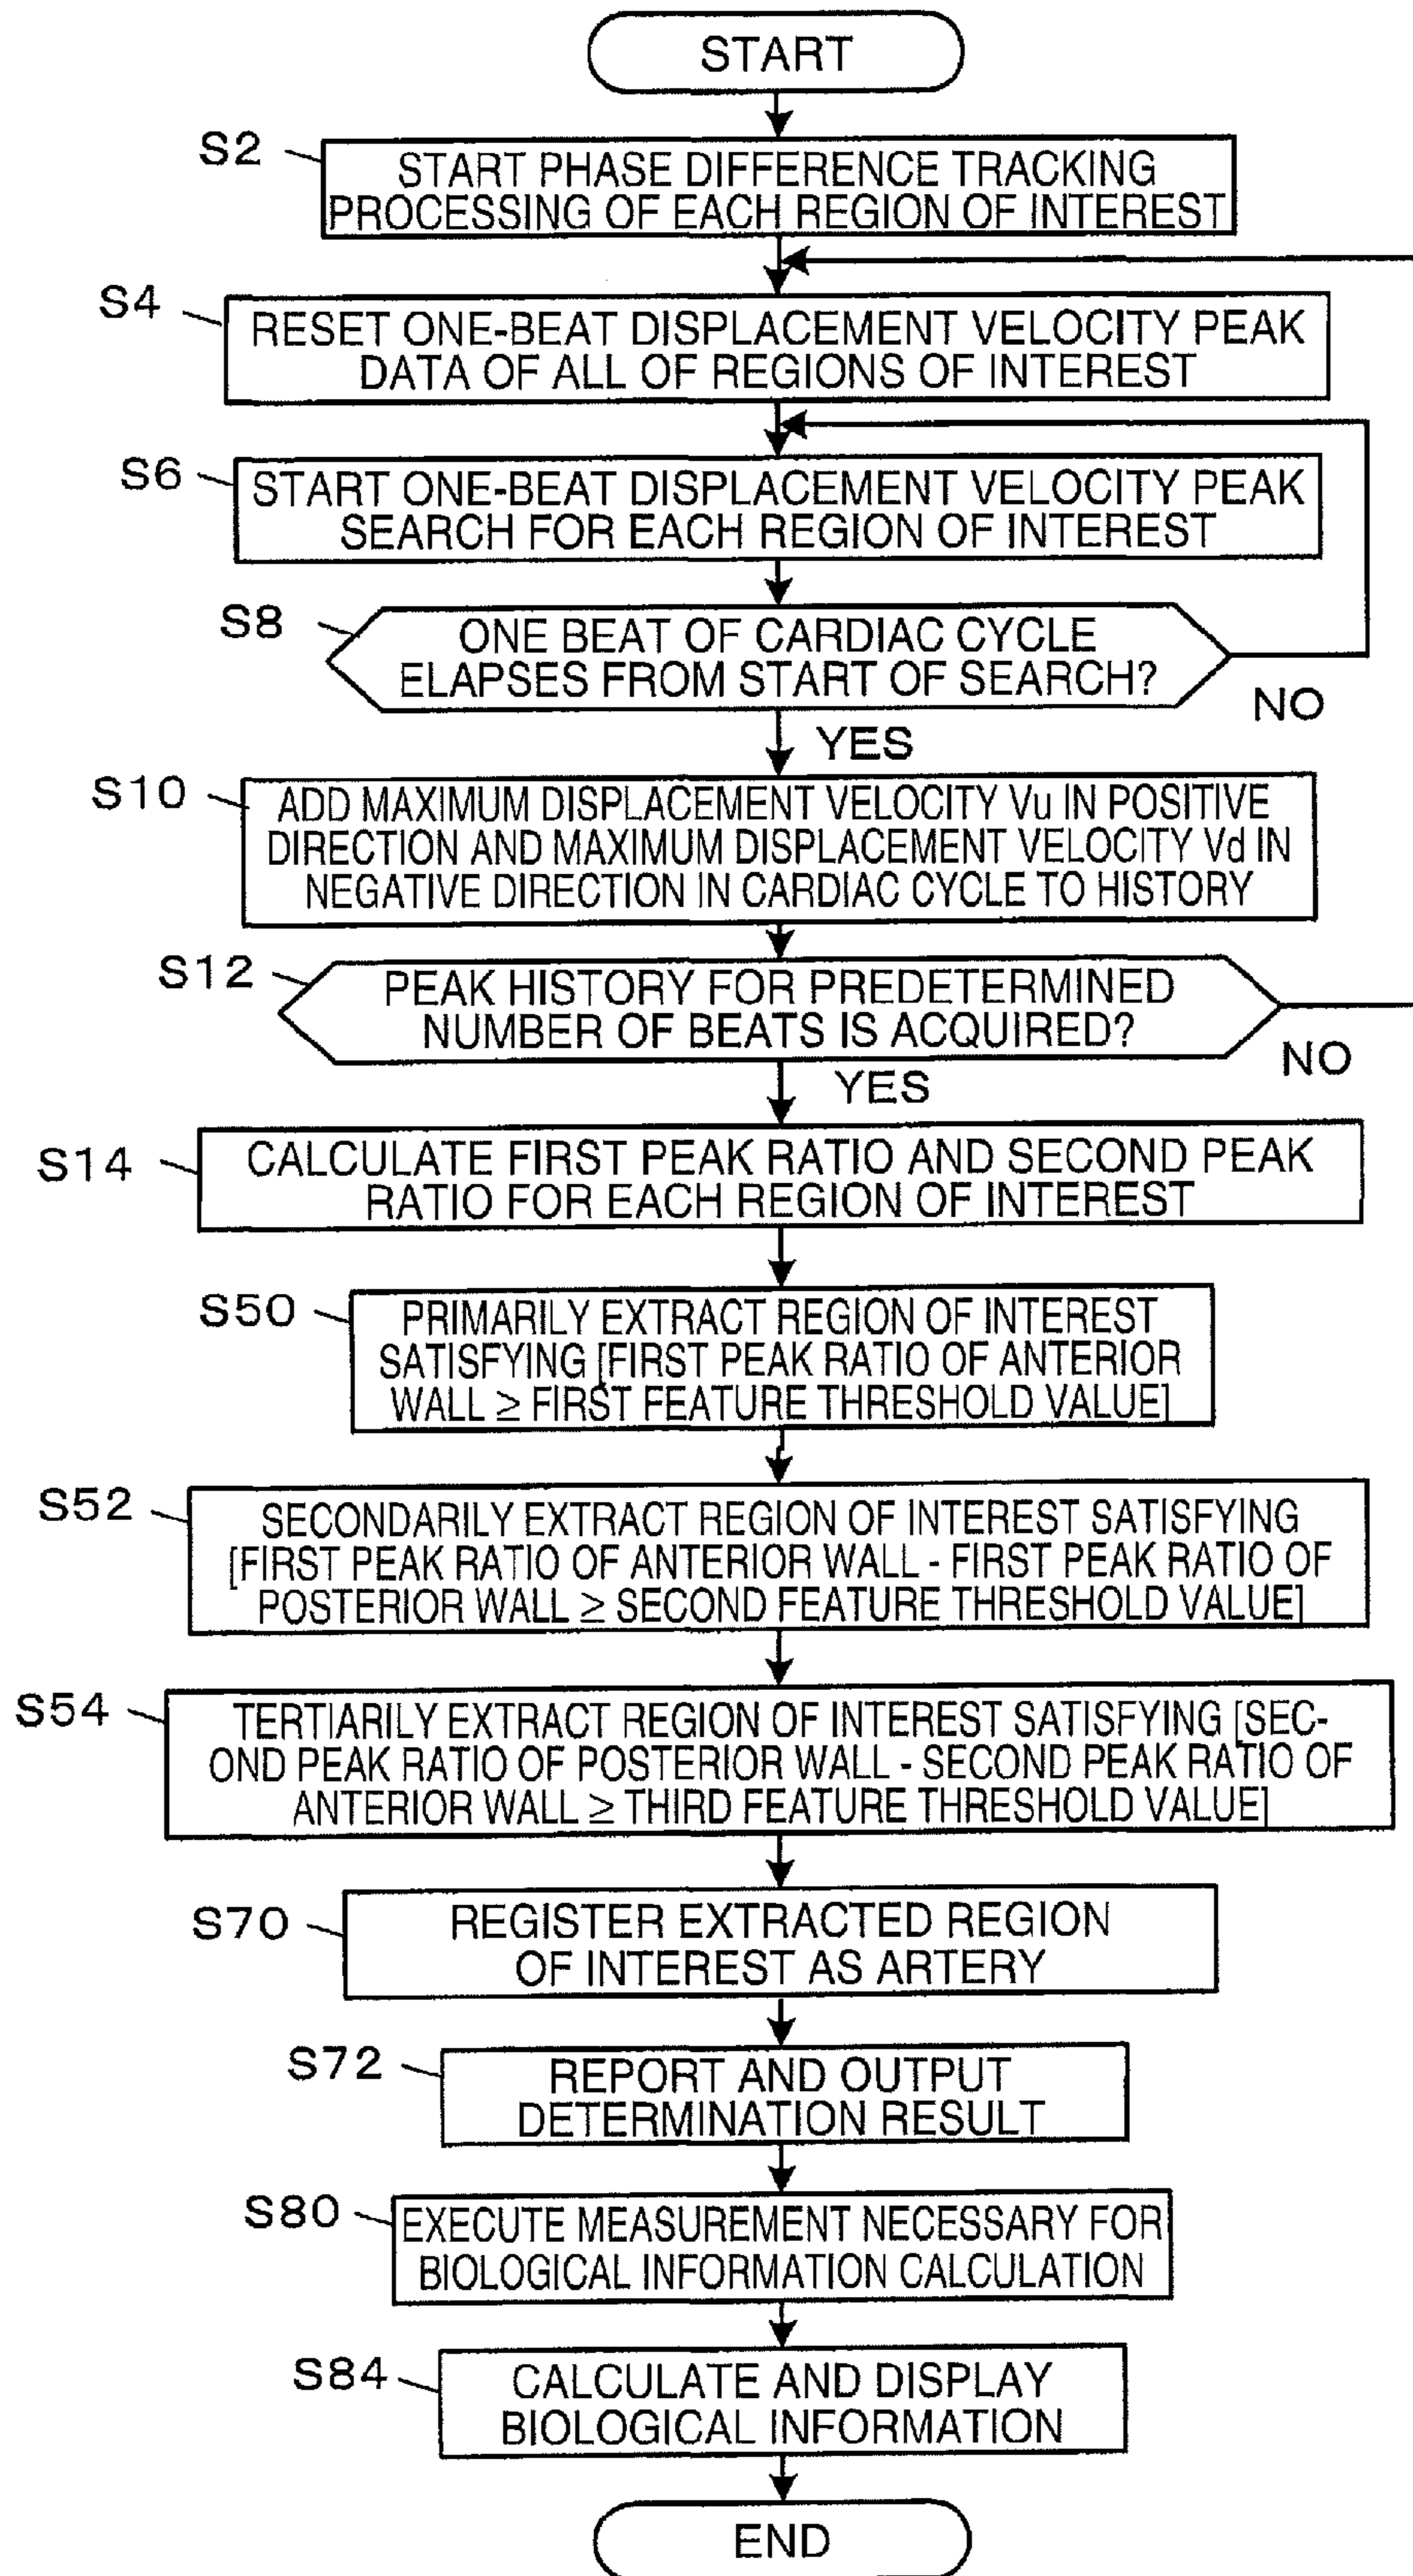 START
S2
START PHASE DIFFERENCE TRACKING
PROCESSING OF EACH REGION OF INTEREST
S4
RESET ONE-BEAT DISPLACEMENT VELOCITY PEAK
DATA OF ALL OF REGIONS OF INTEREST
S6
START ONE-BEAT DISPLACEMENT VELOCITY PEAK
SEARCH FOR EACH REGION OF INTEREST
S8
ONE BEAT OF CARDIAC CYCLE
ELAPSES FROM START OF SEARCH?
NO
YES
S10
ADD MAXIMUM DISPLACEMENT VELOCITY Vu IN POSITIVE
DIRECTION AND MAXIMUM DISPLACEMENT VELOCITY Vd IN
NEGATIVE DIRECTION IN CARDIAC CYCLE TO HISTORY
S12
PEAK HISTORY FOR PREDETERMINED
NUMBER OF BEATS IS ACQUIRED?
NO
YES
S14
CALCULATE FIRST PEAK RATIO AND SECOND PEAK
RATIO FOR EACH REGION OF INTEREST
S50
PRIMARILY EXTRACT REGION OF INTEREST
SATISFYING [FIRST PEAK RATIO OF ANTERIOR
WALL ≥ FIRST FEATURE THRESHOLD VALUE]
S52
SECONDARILY EXTRACT REGION OF INTEREST SATISFYING
[FIRST PEAK RATIO OF ANTERIOR WALL - FIRST PEAK RATIO OF
POSTERIOR WALL ≥ SECOND FEATURE THRESHOLD VALUE]
S54
TERTIARILY EXTRACT REGION OF INTEREST SATISFYING [SEC-
OND PEAK RATIO OF POSTERIOR WALL - SECOND PEAK RATIO OF
ANTERIOR WALL ≥ THIRD FEATURE THRESHOLD VALUE]
S70
REGISTER EXTRACTED REGION
OF INTEREST AS ARTERY
S72
REPORT AND OUTPUT
DETERMINATION RESULT
S80
EXECUTE MEASUREMENT NECESSARY FOR
BIOLOGICAL INFORMATION CALCULATION
S84
CALCULATE AND DISPLAY
BIOLOGICAL INFORMATION
END